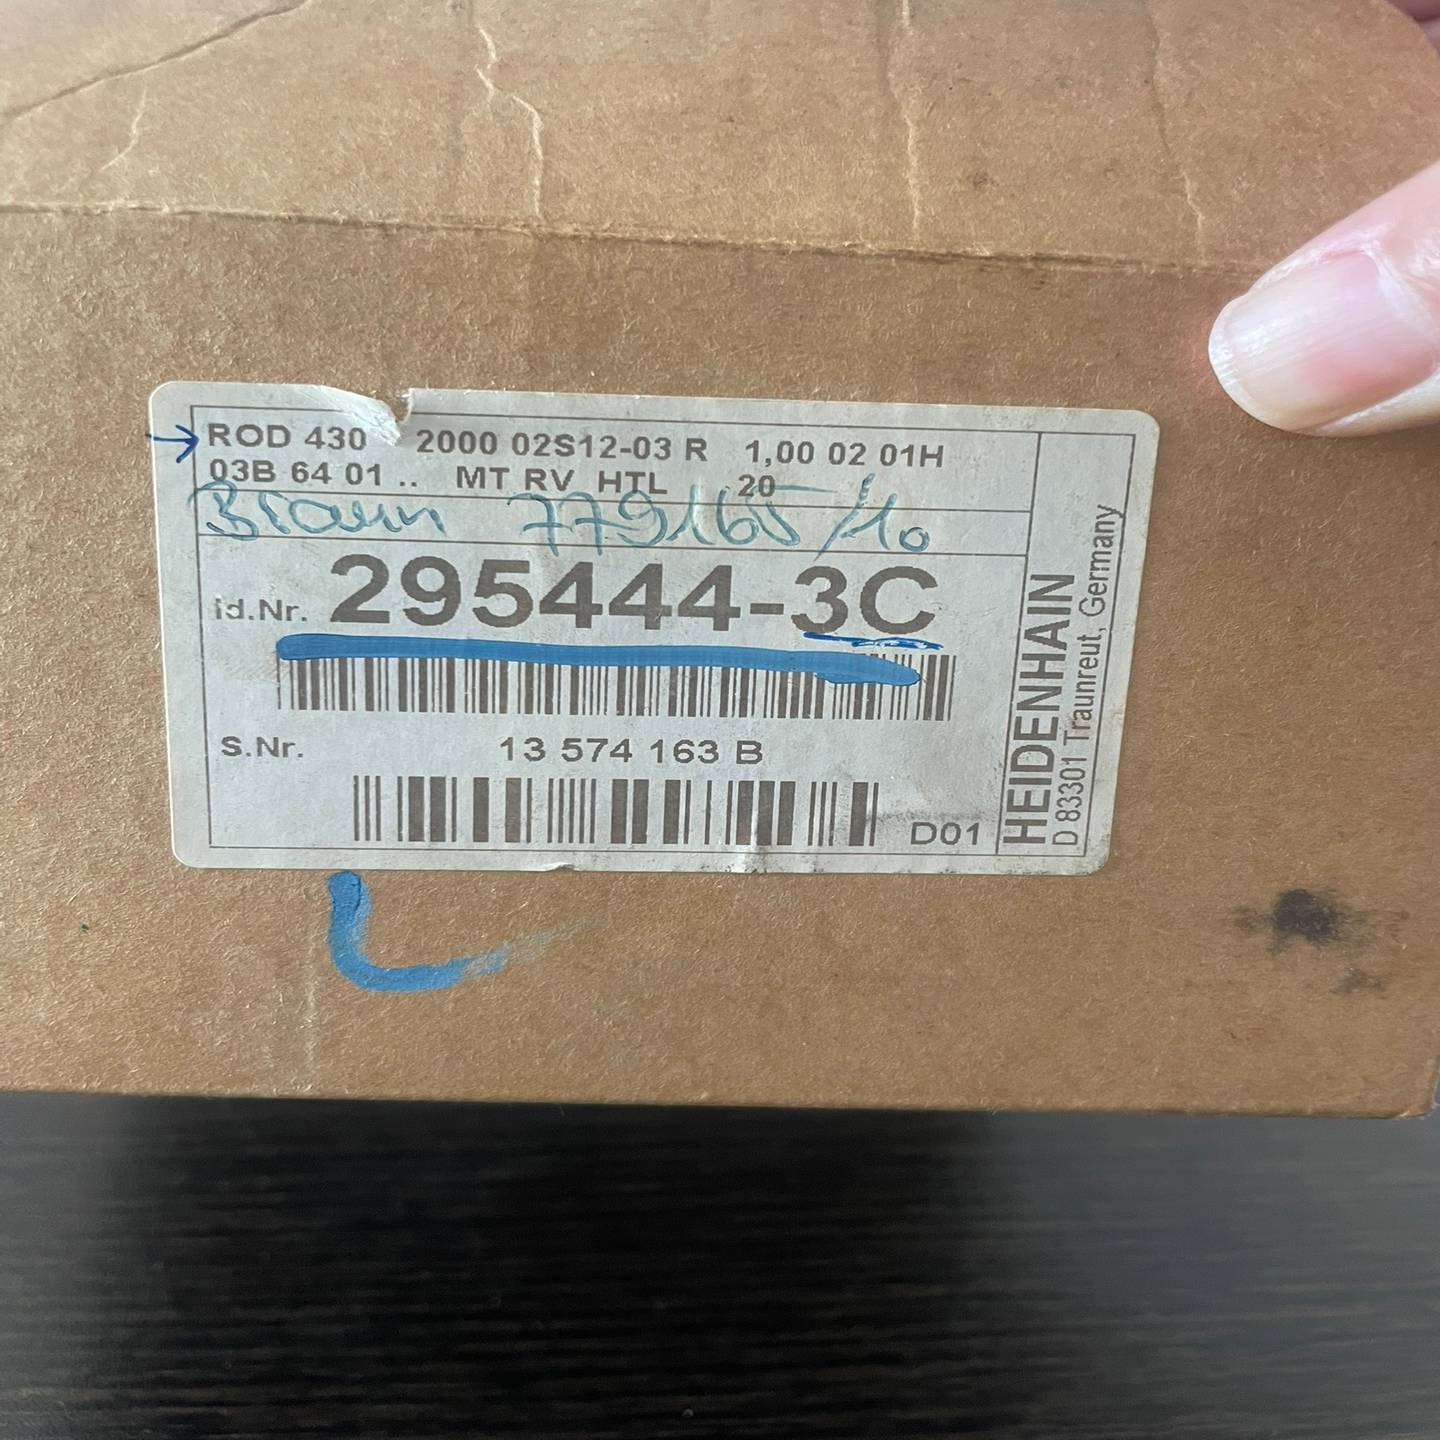 ROD 430 2000 02S12-03 R 1,00 02 01H
03B 64 01 .. MT RV HTL 20
Braun 779165/10
id.Nr. 295444-3C
S.Nr. 13 574 163 B
D01
HEIDENHAIN
D 83301 Traunreut, Germany